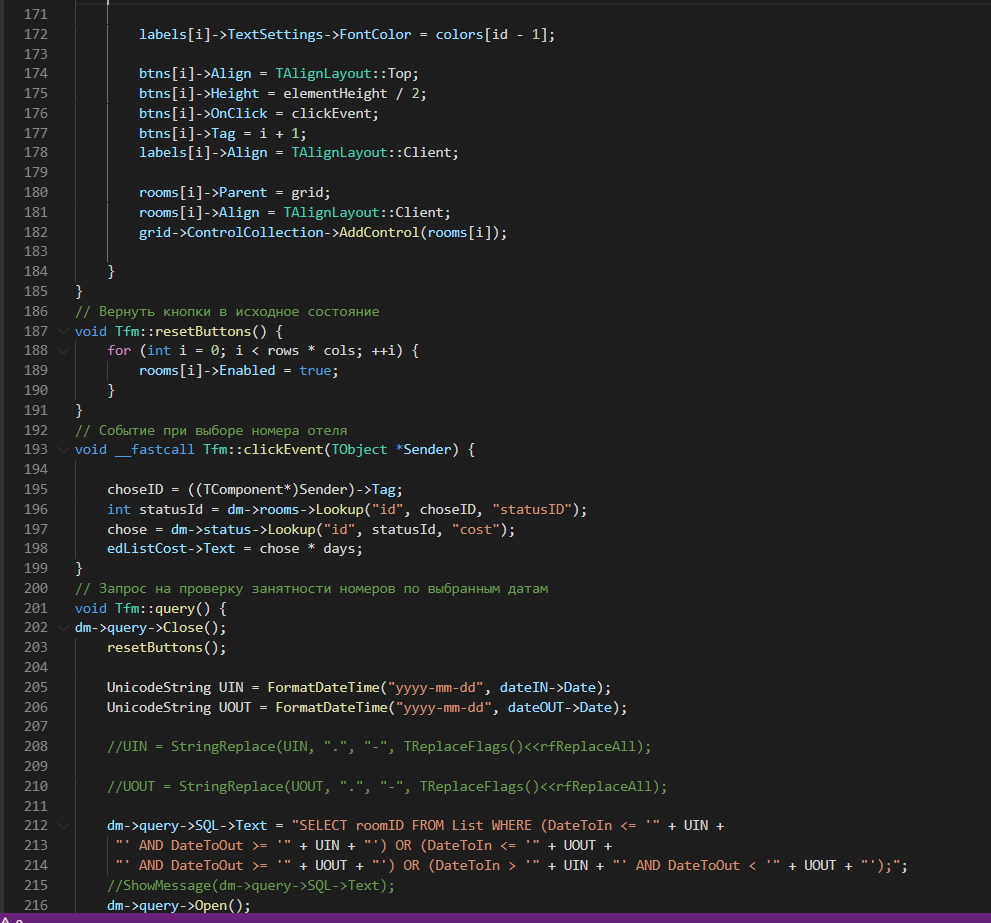 171
172 labels[i]->TextSettings->FontColor = colors[id - 1];
173
174 btns[i]->Align = TAlignLayout::Top;
175 btns[i]->Height = elementHeight / 2;
176 btns[i]->OnClick = clickEvent;
177 btns[i]->Tag = i + 1;
178 labels[i]->Align = TAlignLayout::Client;
179
180 rooms[i]->Parent = grid;
181 rooms[i]->Align = TAlignLayout::Client;
182 grid->ControlCollection->AddControl(rooms[i]);
183
184 }
185 }
186 // Вернуть кнопки в исходное состояние
187 void Tfm::resetButtons() {
188 for (int i = 0; i < rows * cols; ++i) {
189 rooms[i]->Enabled = true;
190 }
191 }
192 // Событие при выборе номера отеля
193 void __fastcall Tfm::clickEvent(TObject *Sender) {
194
195 choseID = ((TComponent*)Sender)->Tag;
196 int statusId = dm->rooms->Lookup("id", choseID, "statusID");
197 chose = dm->status->Lookup("id", statusId, "cost");
198 edListCost->Text = chose * days;
199 }
200 // Запрос на проверку занятности номеров по выбранным датам
201 void Tfm::query() {
202 dm->query->Close();
203 resetButtons();
204
205 UnicodeString UIN = FormatDateTime("yyyy-mm-dd", dateIN->Date);
206 UnicodeString UOUT = FormatDateTime("yyyy-mm-dd", dateOUT->Date);
207
208 //UIN = StringReplace(UIN, ".", "-", TReplaceFlags()<<rfReplaceAll);
209
210 //UOUT = StringReplace(UOUT, ".", "-", TReplaceFlags()<<rfReplaceAll);
211
212 dm->query->SQL->Text = "SELECT roomID FROM List WHERE (DateToIn <= '" + UIN +
213 "' AND DateToOut >= '" + UIN + "') OR (DateToIn <= '" + UOUT +
214 "' AND DateToOut >= '" + UOUT + "') OR (DateToIn > '" + UIN + "' AND DateToOut < '" + UOUT + "');";
215 //ShowMessage(dm->query->SQL->Text);
216 dm->query->Open();